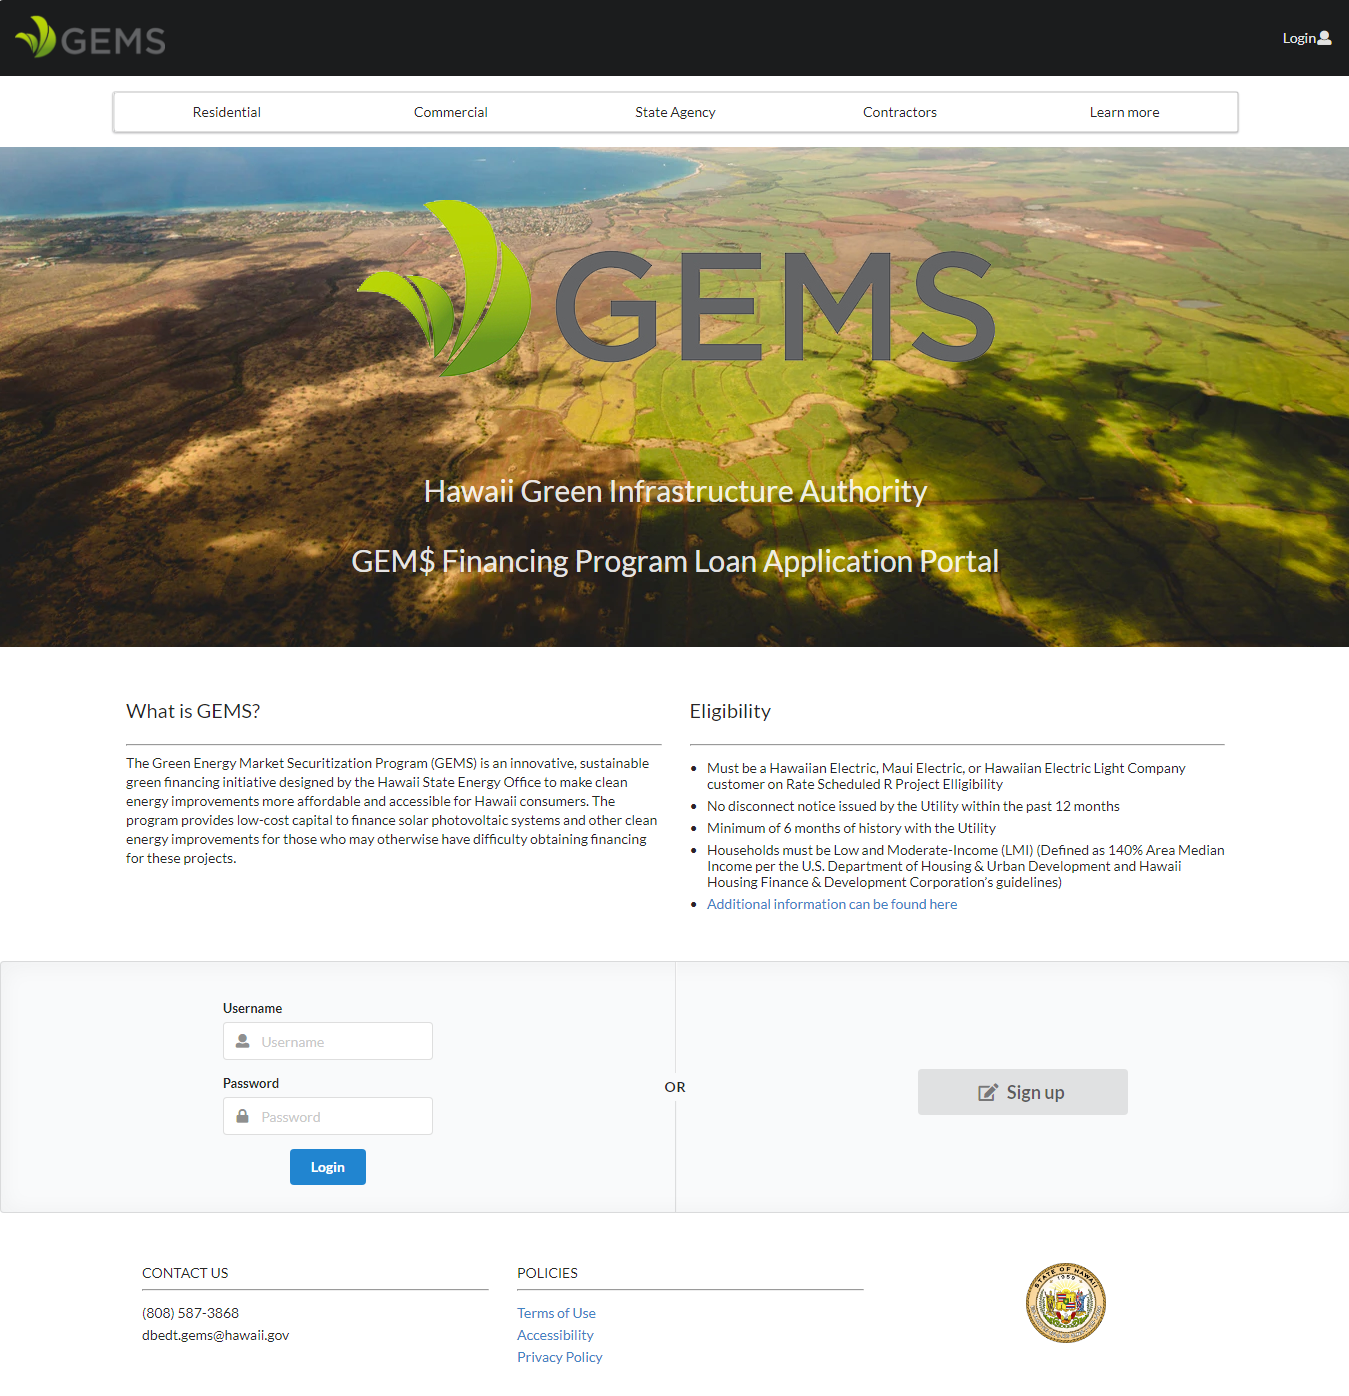 GEMS
Login
Residential
Commercial
State Agency
Contractors
Learn more
GEMS
Hawaii Green Infrastructure Authority
GEM$ Financing Program Loan Application Portal
What is GEMS?
The Green Energy Market Securitization Program (GEMS) is an innovative, sustainable
green financing initiative designed by the Hawaii State Energy Office to make clean
energy improvements more affordable and accessible for Hawaii consumers. The
program provides low-cost capital to finance solar photovoltaic systems and other clean
energy improvements for those who may otherwise have difficulty obtaining financing
for these projects.
Eligibility
• Must be a Hawaiian Electric, Maui Electric, or Hawaiian Electric Light Company
customer on Rate Scheduled R Project Elligibility
• No disconnect notice issued by the Utility within the past 12 months
• Minimum of 6 months of history with the Utility
• Households must be Low and Moderate-Income (LMI) (Defined as 140% Area Median
Income per the U.S. Department of Housing & Urban Development and Hawaii
Housing Finance & Development Corporation's guidelines)
• Additional information can be found here
Username
Username
Password
Password
Login
OR
Sign up
CONTACT US
(808) 587-3868
dbedt.gems@hawaii.gov
POLICIES
Terms of Use
Accessibility
Privacy Policy
STATE OF HAWAII
1959